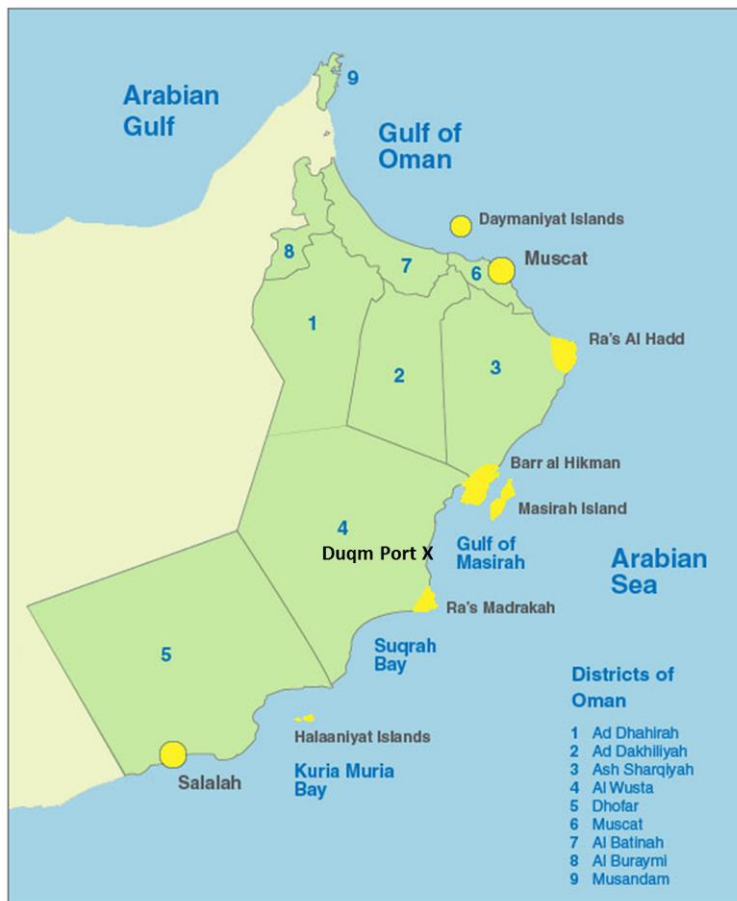 9
Arabian
Gulf
Gulf of
Oman
Daymaniyat Islands
8
7
6
Muscat
1
2
3
Ra's Al Hadd
Barr al Hikman
Masirah Island
4
Duqm Port X
Gulf of
Masirah
Arabian
Sea
Ra's Madrakah
5
Suqrah
Bay
Halaaniyat Islands
Kuria Muria
Bay
Salalah
Districts of
Oman
1 Ad Dhahirah
2 Ad Dakhiliyah
3 Ash Sharqiyah
4 Al Wusta
5 Dhofar
6 Muscat
7 Al Batinah
8 Al Buraymi
9 Musandam